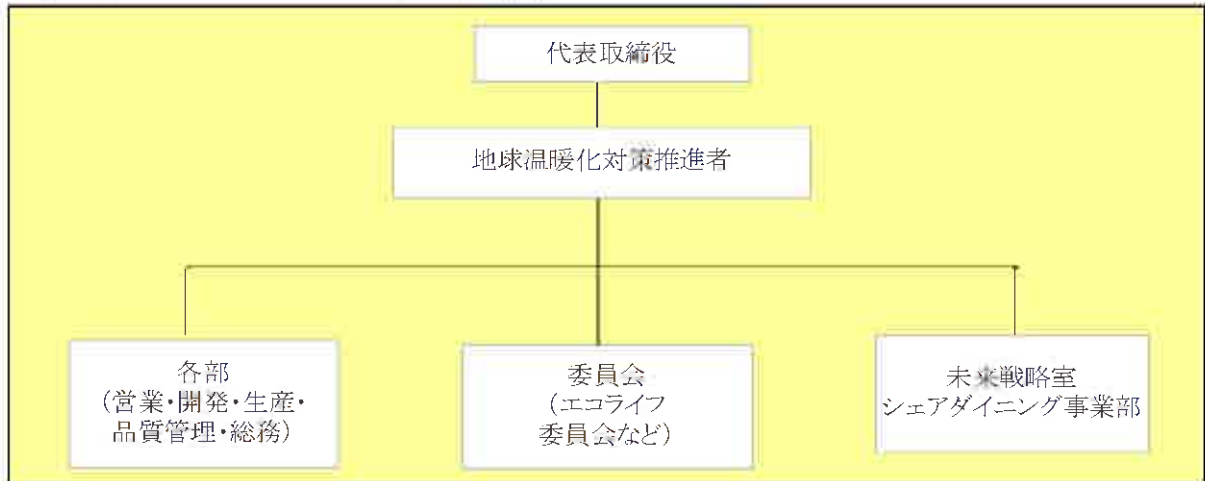 代表取締役
地球温暖化対策推進者
各部
(営業・開発・生産・
品質管理・総務)
委員会
(エコライフ
委員会など)
未来戦略室
シェアダイニング事業部